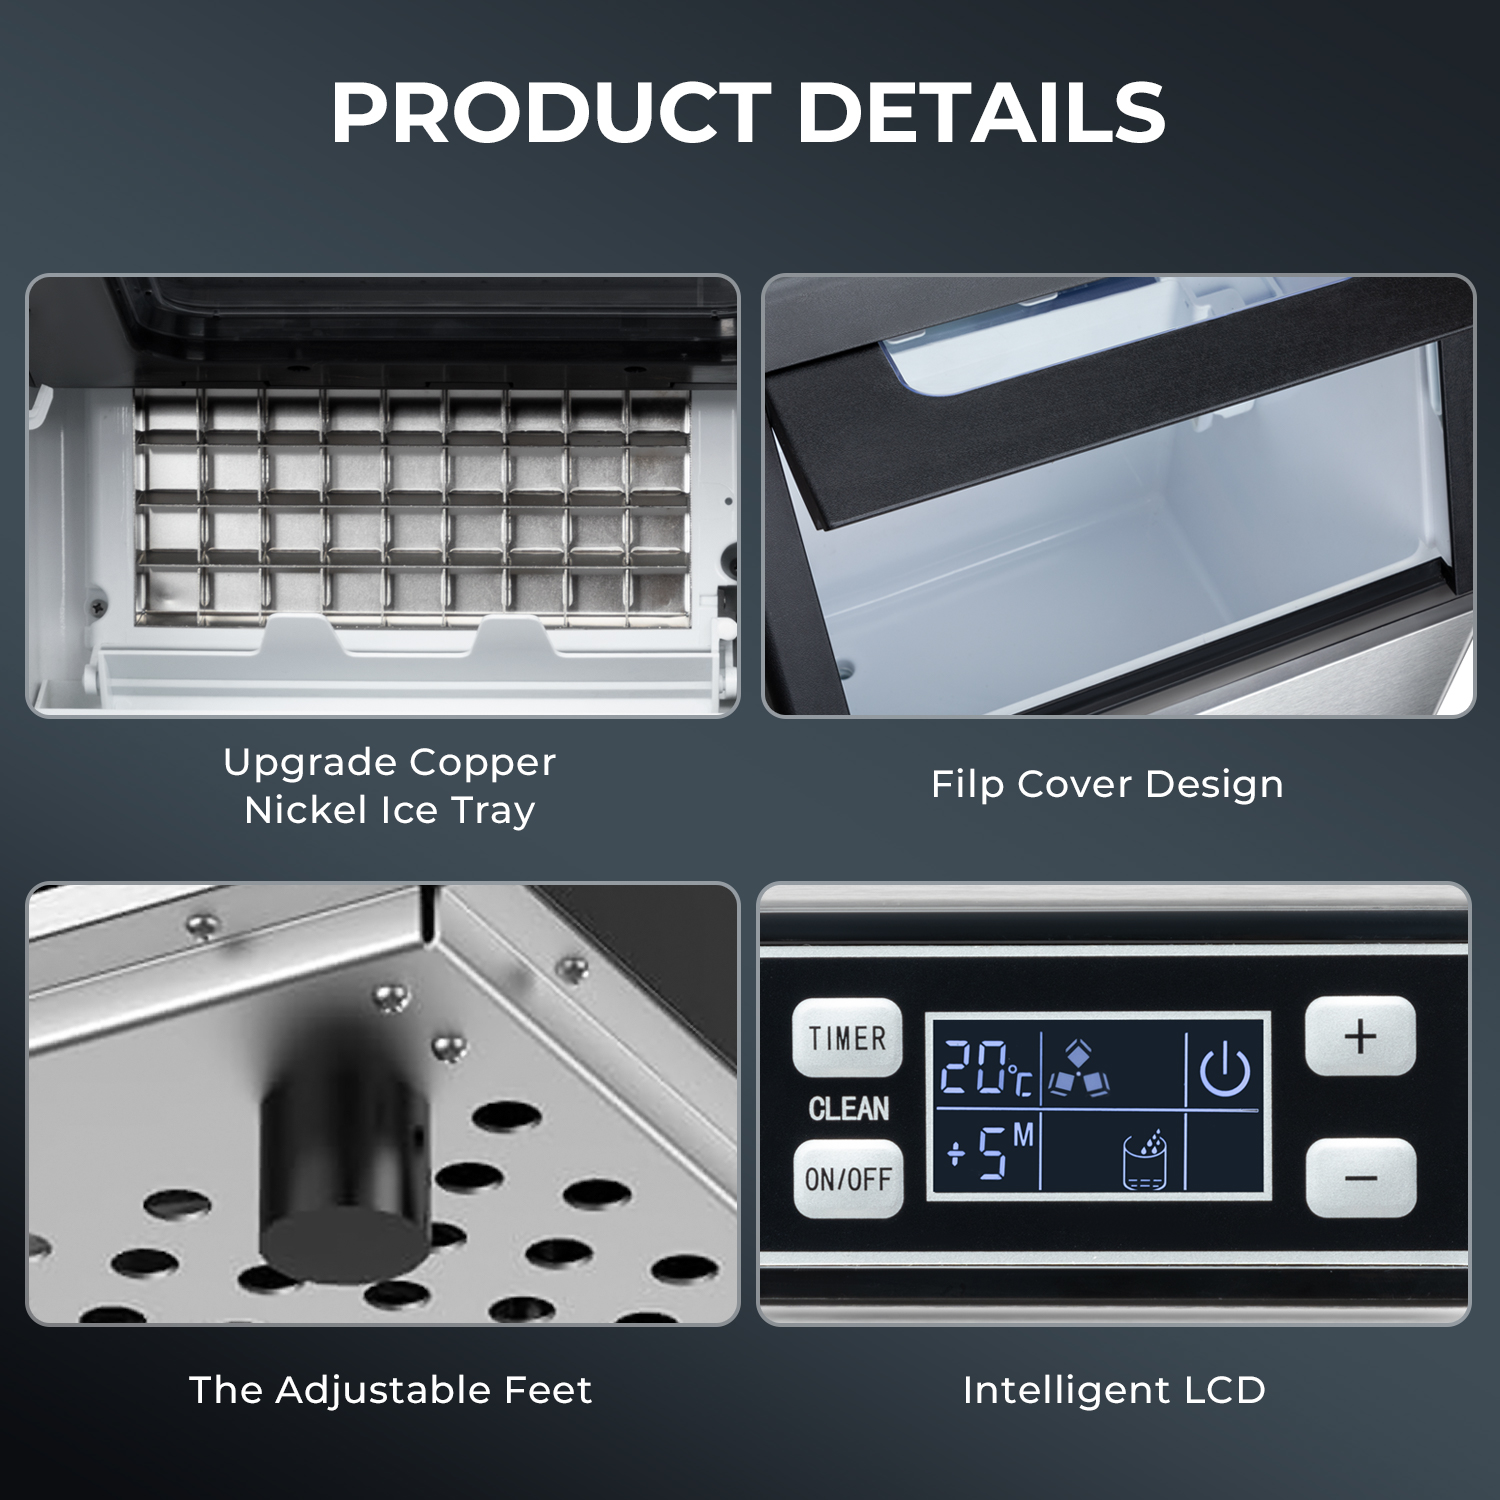 PRODUCT DETAILS
Upgrade Copper
Nickel Ice Tray
Filp Cover Design
TIMER
CLEAN
ON/OFF
20°C
+5 M
+
−
The Adjustable Feet
Intelligent LCD